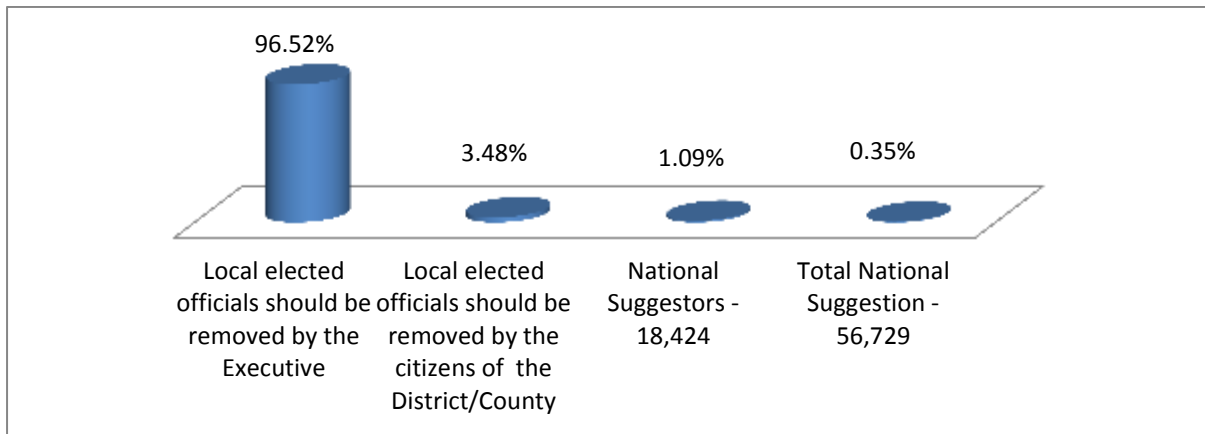 96.52%
3.48%
1.09%
0.35%
Local elected
officials should be
removed by the
Executive
Local elected
officials should be
removed by the
citizens of the
District/County
National
Suggestors -
18,424
Total National
Suggestion -
56,729